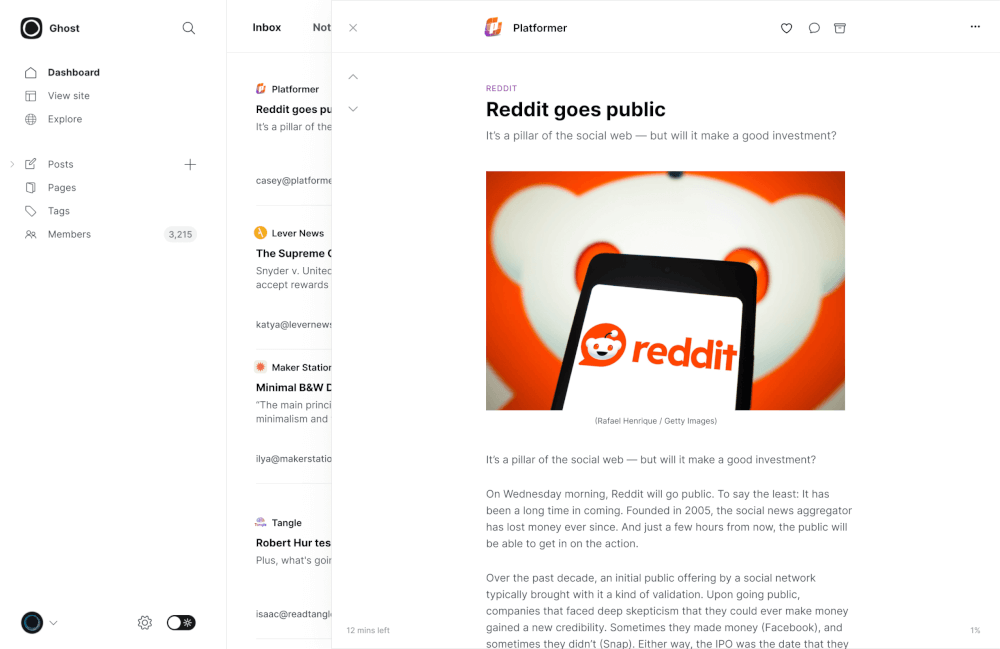 Ghost
Dashboard
View site
Explore
Posts
Pages
Tags
Members
3,215
Inbox
Not
Platformer
Reddit goes pu
It's a pillar of the
casey@platforme
Lever News
The Supreme C
Snyder v. United
accept rewards
katya@levernews
Maker Station
Minimal B&W D
“The main princi
minimalism and
ilya@makerstatio
Tangle
Robert Hur tes
Plus, what's goi
isaac@readtangl
Platformer
REDDIT
Reddit goes public
It's a pillar of the social web — but will it make a good investment?
reddit
(Rafael Henrique / Getty Images)
It's a pillar of the social web — but will it make a good investment?
On Wednesday morning, Reddit will go public. To say the least: It has
been a long time in coming. Founded in 2005, the social news aggregator
has lost money ever since. And just a few hours from now, the public will
be able to get in on the action.
Over the past decade, an initial public offering by a social network
typically brought with it a kind of validation. Upon going public,
companies that faced deep skepticism that they could ever make money
gained a new credibility. Sometimes they made money (Facebook), and
sometimes they didn't (Snap). Either way, the IPO was the date that they
12 mins left
1%